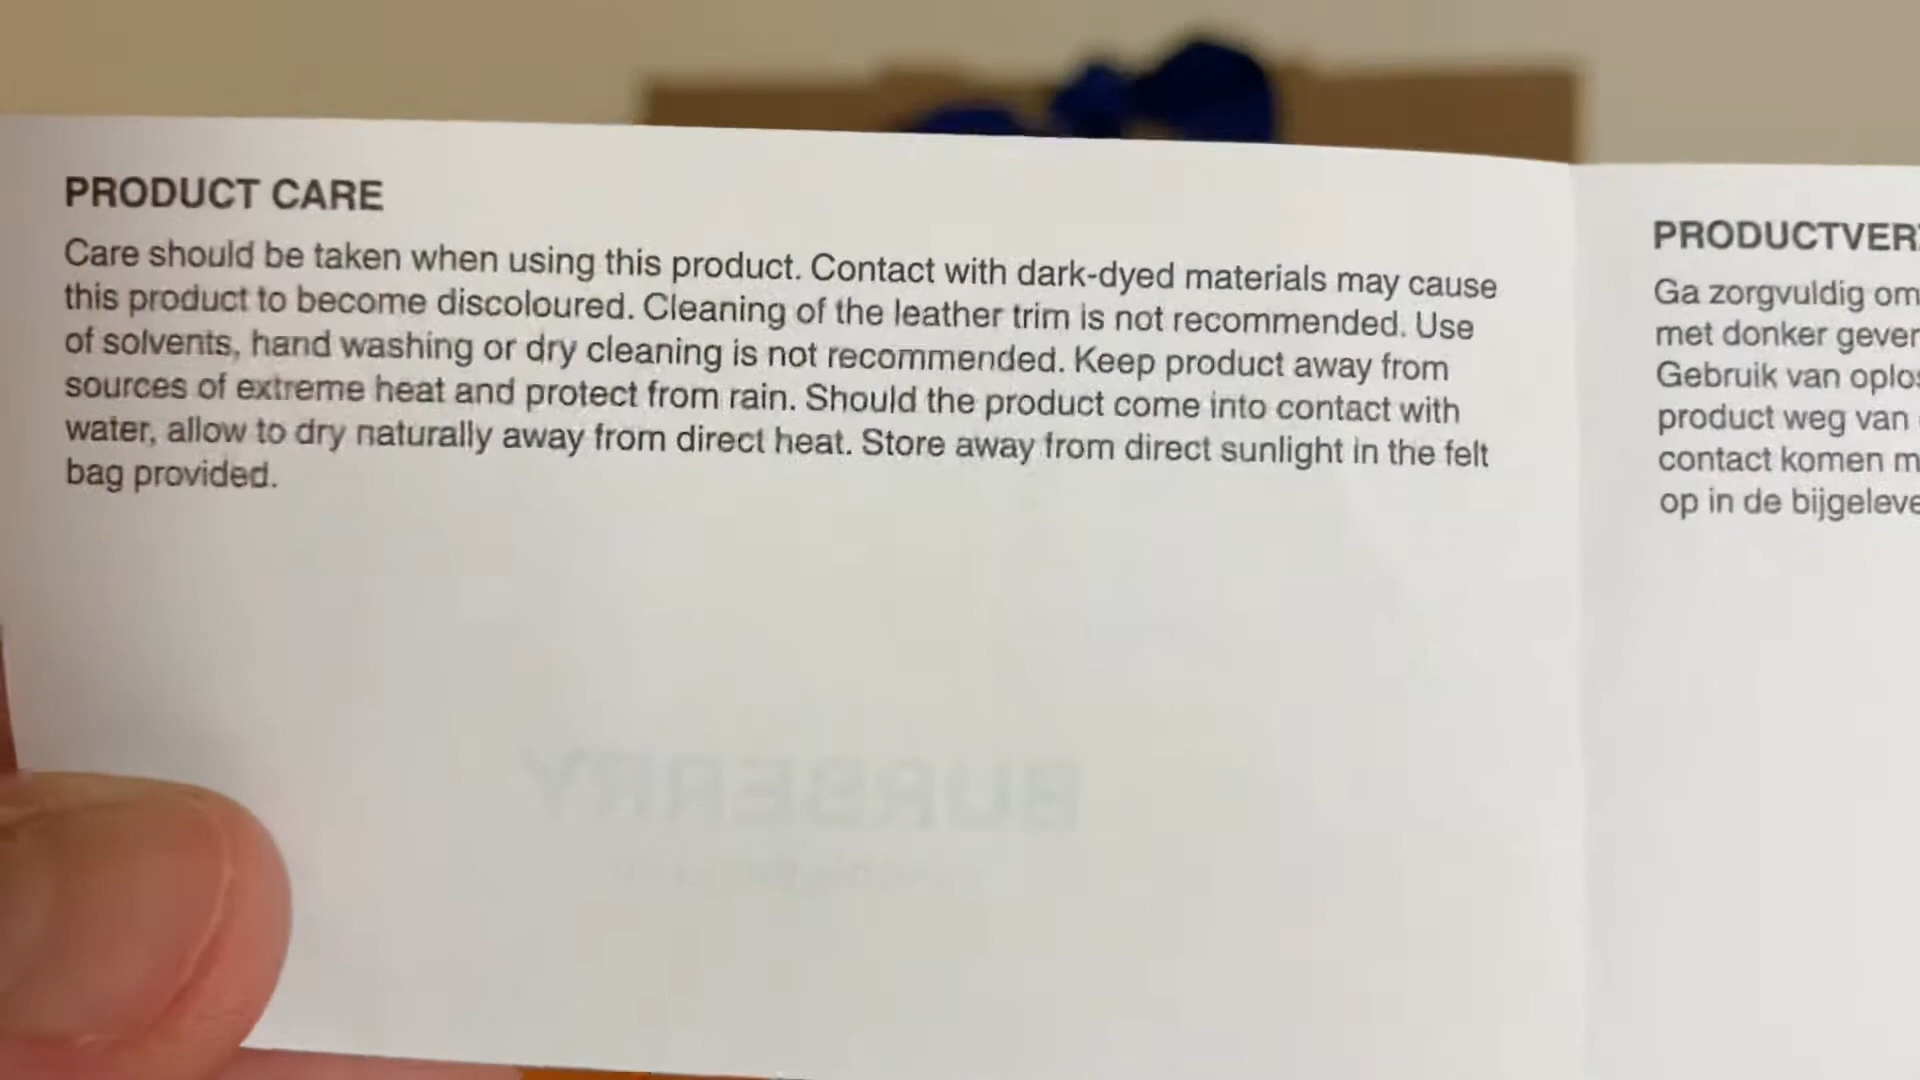 PRODUCT CARE
Care should be taken when using this product. Contact with dark-dyed materials may cause
this product to become discoloured. Cleaning of the leather trim is not recommended. Use
of solvents, hand washing or dry cleaning is not recommended. Keep product away from
sources of extreme heat and protect from rain. Should the product come into contact with
water, allow to dry naturally away from direct heat. Store away from direct sunlight in the felt
bag provided.
BURBERRY
PRODUCTVER
Ga zorgvuldig om
met donker geven
Gebruik van oplos
product weg van
contact komen m
op in de bijgeleve